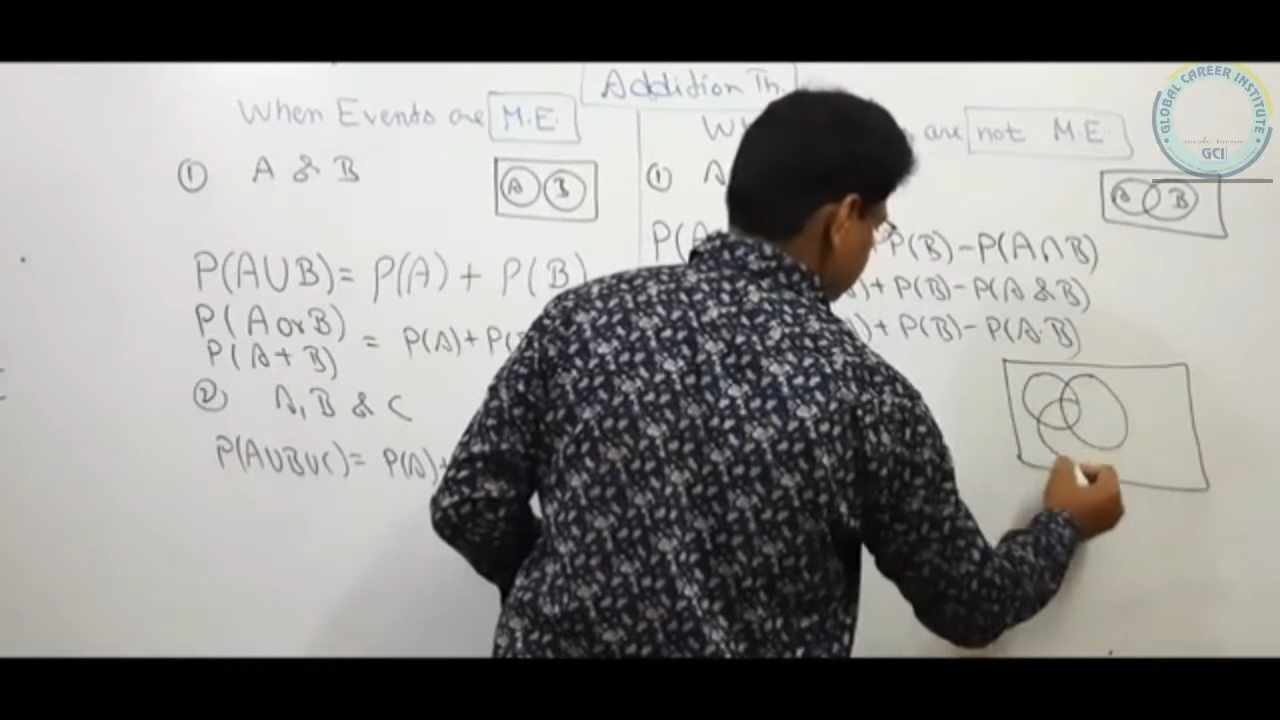 Addition Th.
When Events are M.E.
① A & B
A B
P(A∪B) = P(A) + P(B)
P(A or B)
P(A+B) = P(A)+P(
② A, B & C
P(A∪B∪C) = P(A)+
are not M.E.
① A
A B
P(A P(B) - P(A∩B)
+ P(B) - P(A & B)
+ P(B) - P(A·B)
GLOBAL CAREER INSTITUTE
GCI